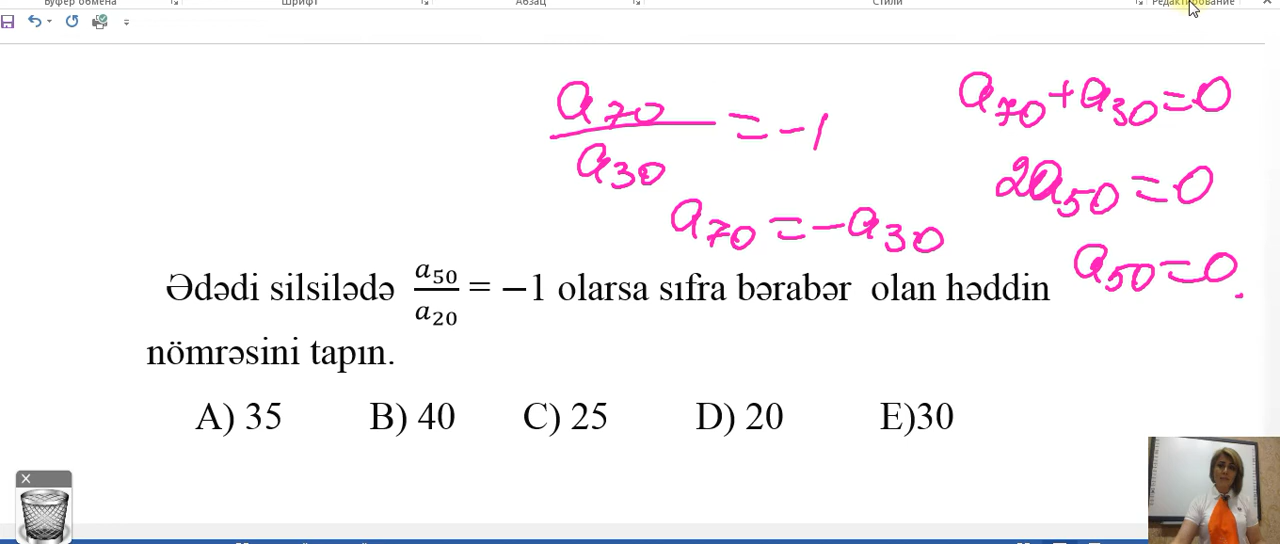 Буфер обмена Шрифт Абзац Стили Редактирование
a₇₀/a₃₀ = -1
a₇₀ = -a₃₀
a₇₀ + a₃₀ = 0
2a₅₀ = 0
a₅₀ = 0.
Ədədi silsilədə a₅₀/a₂₀ = −1 olarsa sıfra bərabər olan həddin
nömrəsini tapın.
A) 35 B) 40 C) 25 D) 20 E)30